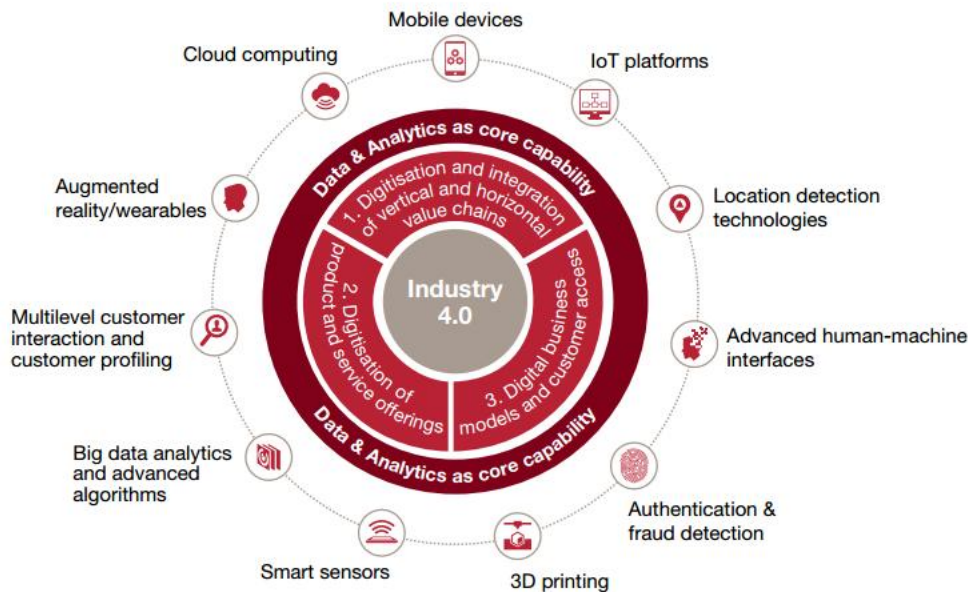 Mobile devices
Cloud computing
IoT platforms
Augmented
reality/wearables
Location detection
technologies
Multilevel customer
interaction and
customer profiling
Advanced human-machine
interfaces
Big data analytics
and advanced
algorithms
Authentication &
fraud detection
Smart sensors
3D printing
Data & Analytics as core capability
1. Digitisation and integration
of vertical and horizontal
value chains
2. Digitisation of
product and service offerings
3. Digital business
models and customer access
Industry
4.0
Data & Analytics as core capability